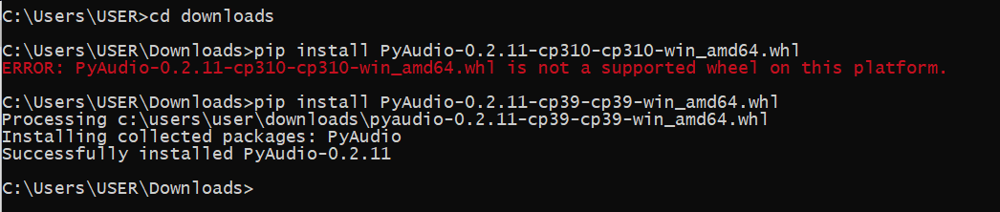 C:\Users\USER>cd downloads
C:\Users\USER\Downloads>pip install PyAudio-0.2.11-cp310-cp310-win_amd64.whl
ERROR: PyAudio-0.2.11-cp310-cp310-win_amd64.whl is not a supported wheel on this platform.
C:\Users\USER\Downloads>pip install PyAudio-0.2.11-cp39-cp39-win_amd64.whl
Processing c:\users\user\downloads\pyaudio-0.2.11-cp39-cp39-win_amd64.whl
Installing collected packages: PyAudio
Successfully installed PyAudio-0.2.11
C:\Users\USER\Downloads>